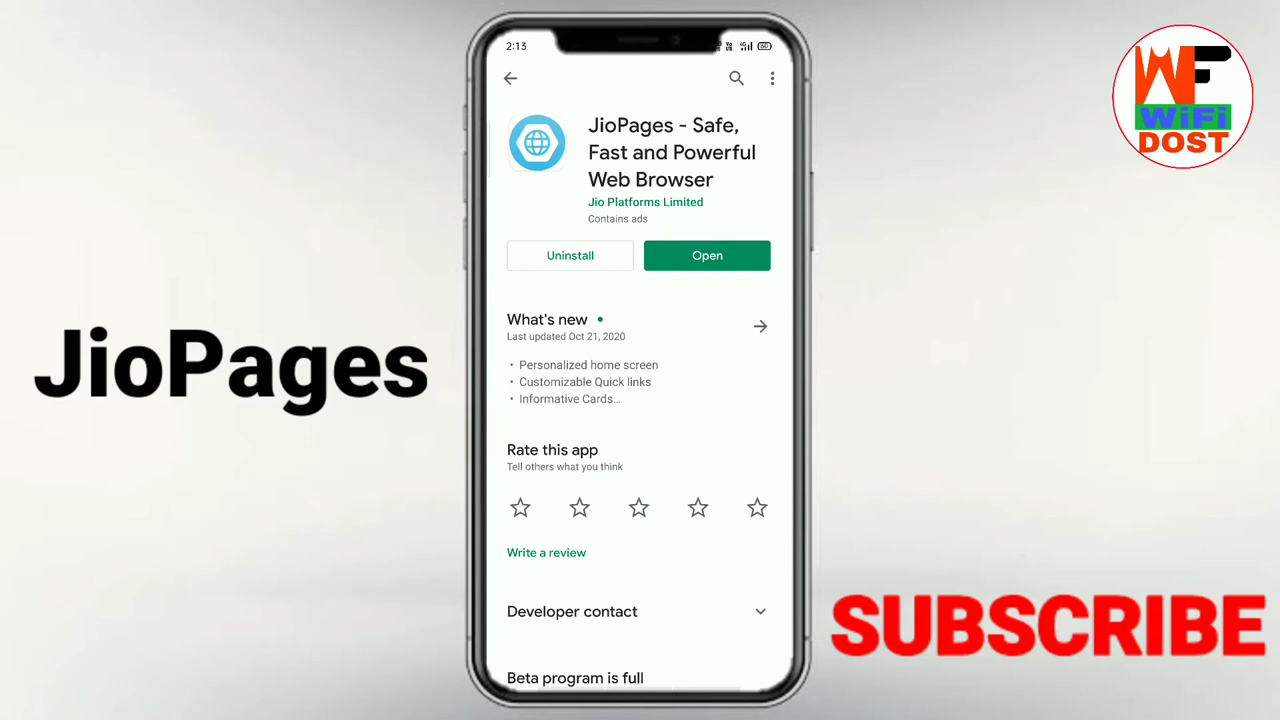 2:13
WF
WiFi
DOST
JioPages - Safe,
Fast and Powerful
Web Browser
Jio Platforms Limited
Contains ads
Uninstall
Open
What's new
Last updated Oct 21, 2020
• Personalized home screen
• Customizable Quick links
• Informative Cards...
JioPages
Rate this app
Tell others what you think
Write a review
Developer contact
SUBSCRIBE
Beta program is full